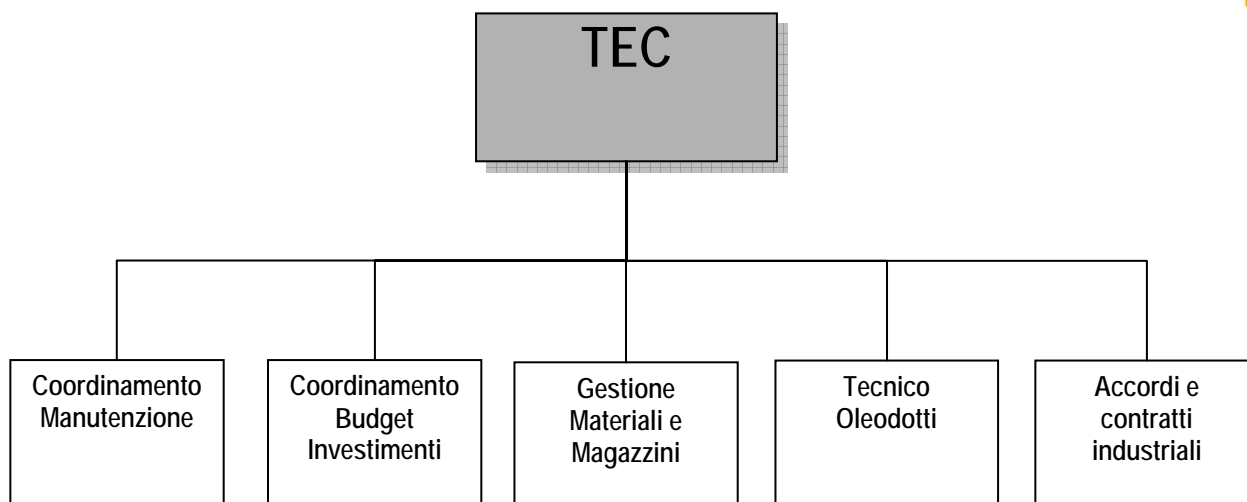 TEC
Coordinamento
Manutenzione
Coordinamento
Budget
Investimenti
Gestione
Materiali e
Magazzini
Tecnico
Oleodotti
Accordi e
contratti
industriali